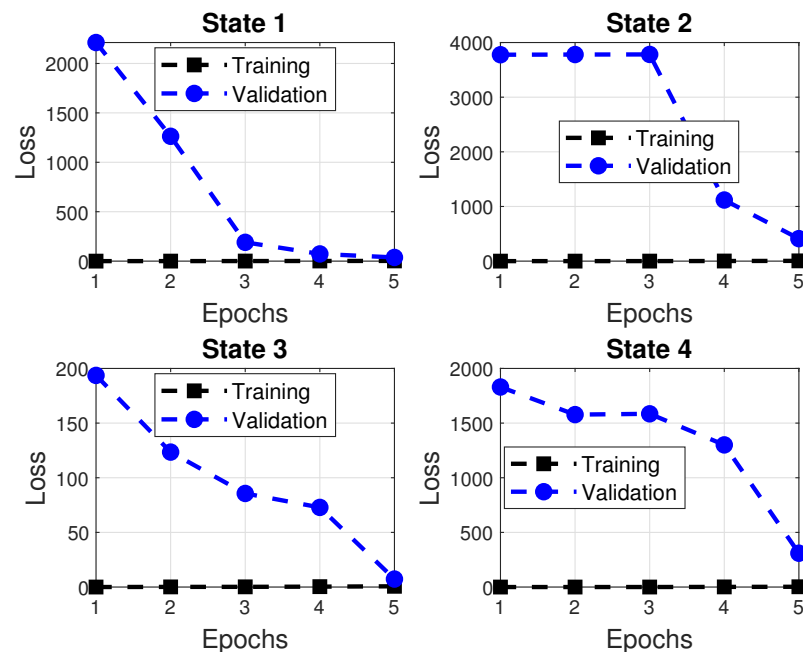 State 1
2000
1500
1000
500
0
Loss
Training
Validation
1 2 3 4 5
Epochs
State 2
4000
3000
2000
1000
0
Loss
Training
Validation
1 2 3 4 5
Epochs
State 3
200
150
100
50
0
Loss
Training
Validation
1 2 3 4 5
Epochs
State 4
2000
1500
1000
500
0
Loss
Training
Validation
1 2 3 4 5
Epochs